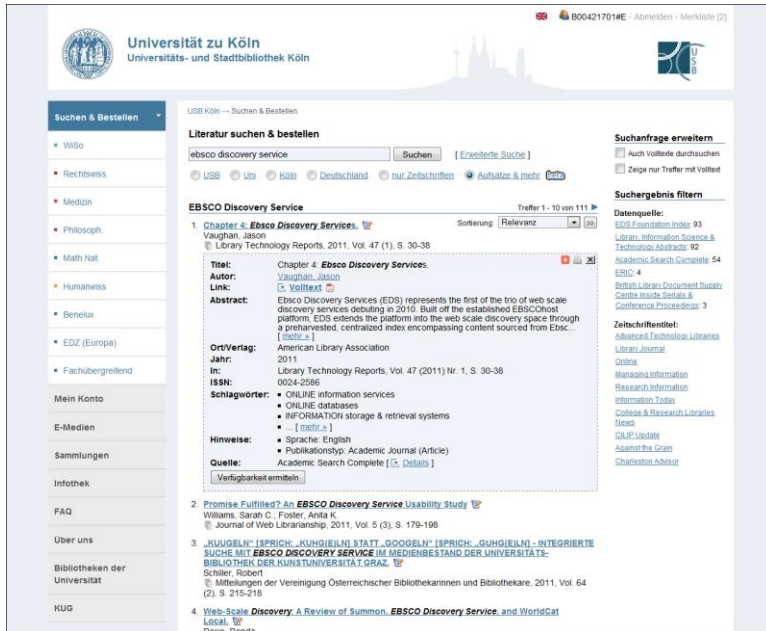 B00421701#E - Abmelden - Merkliste [2]
Universität zu Köln
Universitäts- und Stadtbibliothek Köln
USB
Suchen & Bestellen
WiSo
Rechtswiss.
Medizin
Philosoph.
Math.Nat.
Humanwiss.
Benelux
EDZ (Europa)
Fachübergreifend
Mein Konto
E-Medien
Sammlungen
Infothek
FAQ
Über uns
Bibliotheken der
Universität
KUG
USB Köln --- Suchen & Bestellen
Literatur suchen & bestellen
ebsco discovery service Suchen [ Erweiterte Suche ]
USB Uni Köln Deutschland nur Zeitschriften Aufsätze & mehr beta
EBSCO Discovery Service Treffer 1 - 10 von 111
Sortierung: Relevanz >>
1. Chapter 4: Ebsco Discovery Services.
Vaughan, Jason
Library Technology Reports, 2011, Vol. 47 (1), S. 30-38
Titel: Chapter 4: Ebsco Discovery Services.
Autor: Vaughan, Jason
Link: Volltext
Abstract: Ebsco Discovery Services (EDS) represents the first of the trio of web scale
discovery services debuting in 2010. Built off the established EBSCOhost
platform, EDS extends the platform into the web scale discovery space through
a preharvested, centralized index encompassing content sourced from Ebsc...
[ mehr » ]
Ort/Verlag: American Library Association
Jahr: 2011
In: Library Technology Reports, Vol. 47 (2011) Nr. 1, S. 30-38
ISSN: 0024-2586
Schlagwörter: ONLINE information services
ONLINE databases
INFORMATION storage & retrieval systems
... [ mehr » ]
Hinweise: Sprache: English
Publikationstyp: Academic Journal (Article)
Quelle: Academic Search Complete [ Details ]
Verfügbarkeit ermitteln
2. Promise Fulfilled? An EBSCO Discovery Service Usability Study
Williams, Sarah C.; Foster, Anita K.
Journal of Web Librarianship, 2011, Vol. 5 (3), S. 179-198
3. „KUUGELN" [SPRICH: „KUHG(E)LN] STATT „GOOGELN" [SPRICH: „GUHG(E)LN] - INTEGRIERTE
SUCHE MIT EBSCO DISCOVERY SERVICE IM MEDIENBESTAND DER UNIVERSITÄTS-
BIBLIOTHEK DER KUNSTUNIVERSITÄT GRAZ.
Schiller, Robert
Mitteilungen der Vereinigung Österreichischer Bibliothekarinnen und Bibliothekare, 2011, Vol. 64
(2), S. 215-218
4. Web-Scale Discovery: A Review of Summon, EBSCO Discovery Service, and WorldCat
Local.
Suchanfrage erweitern
Auch Volltexte durchsuchen
Zeige nur Treffer mit Volltext
Suchergebnis filtern
Datenquelle:
EDS Foundation Index: 93
Library, Information Science &
Technology Abstracts: 92
Academic Search Complete: 54
ERIC: 4
British Library Document Supply
Centre Inside Serials &
Conference Proceedings: 3
Zeitschriftentitel:
Advanced Technology Libraries
Library Journal
Online
Managing Information
Research Information
Information Today
College & Research Libraries
News
CILIP Update
Against the Grain
Charleston Advisor